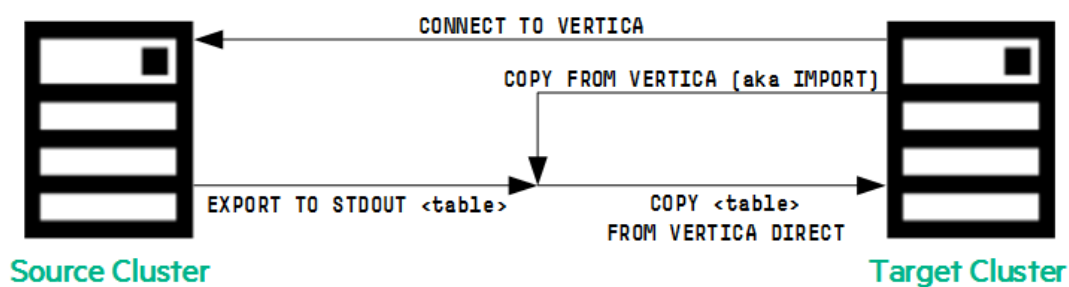 CONNECT TO VERTICA
COPY FROM VERTICA (aka IMPORT)
EXPORT TO STDOUT <table>
COPY <table>
FROM VERTICA DIRECT
Source Cluster
Target Cluster